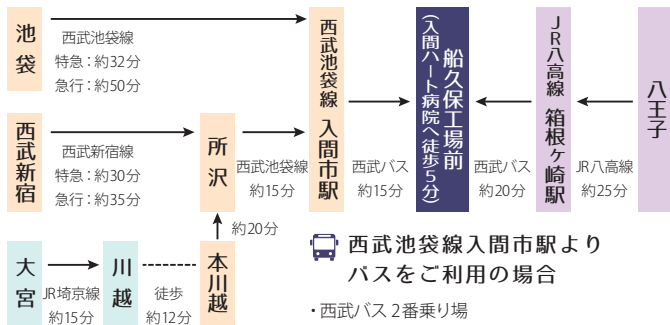 池袋
西武池袋線
特急：約32分
急行：約50分
西武新宿
西武新宿線
特急：約30分
急行：約35分
所沢
西武池袋線
約15分
西武池袋線 入間市駅
西武バス
約15分
船久保工場前
(入間ハート病院へ徒歩5分)
西武バス
約20分
JR八高線 箱根ヶ崎駅
JR八高線
約25分
八王子
大宮
JR埼京線
約15分
川越
徒歩
約12分
本川越
約20分
西武池袋線入間市駅より
バスをご利用の場合
・西武バス 2番乗り場